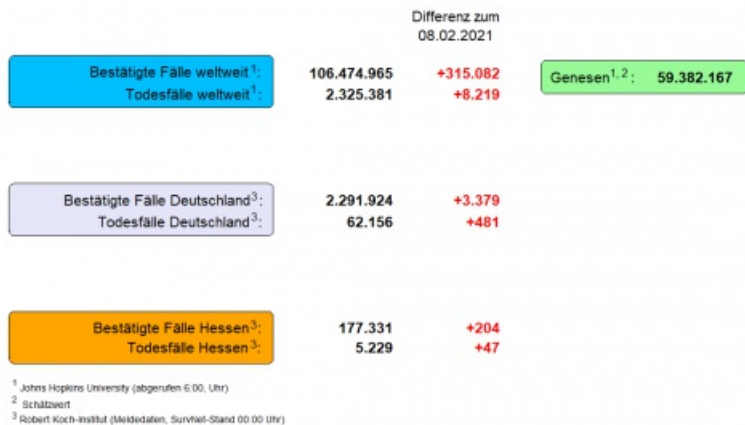 Differenz zum
08.02.2021
Bestätigte Fälle weltweit¹: 106.474.965 +315.082 Genesen¹˒²: 59.382.167
Todesfälle weltweit¹: 2.325.381 +8.219
Bestätigte Fälle Deutschland³: 2.291.924 +3.379
Todesfälle Deutschland³: 62.156 +481
Bestätigte Fälle Hessen³: 177.331 +204
Todesfälle Hessen³: 5.229 +47
¹ Johns Hopkins University (abgerufen 6:00, Uhr)
² Schätzwert
³ Robert Koch-Institut (Meldedaten, SurvNet-Stand 00:00 Uhr)